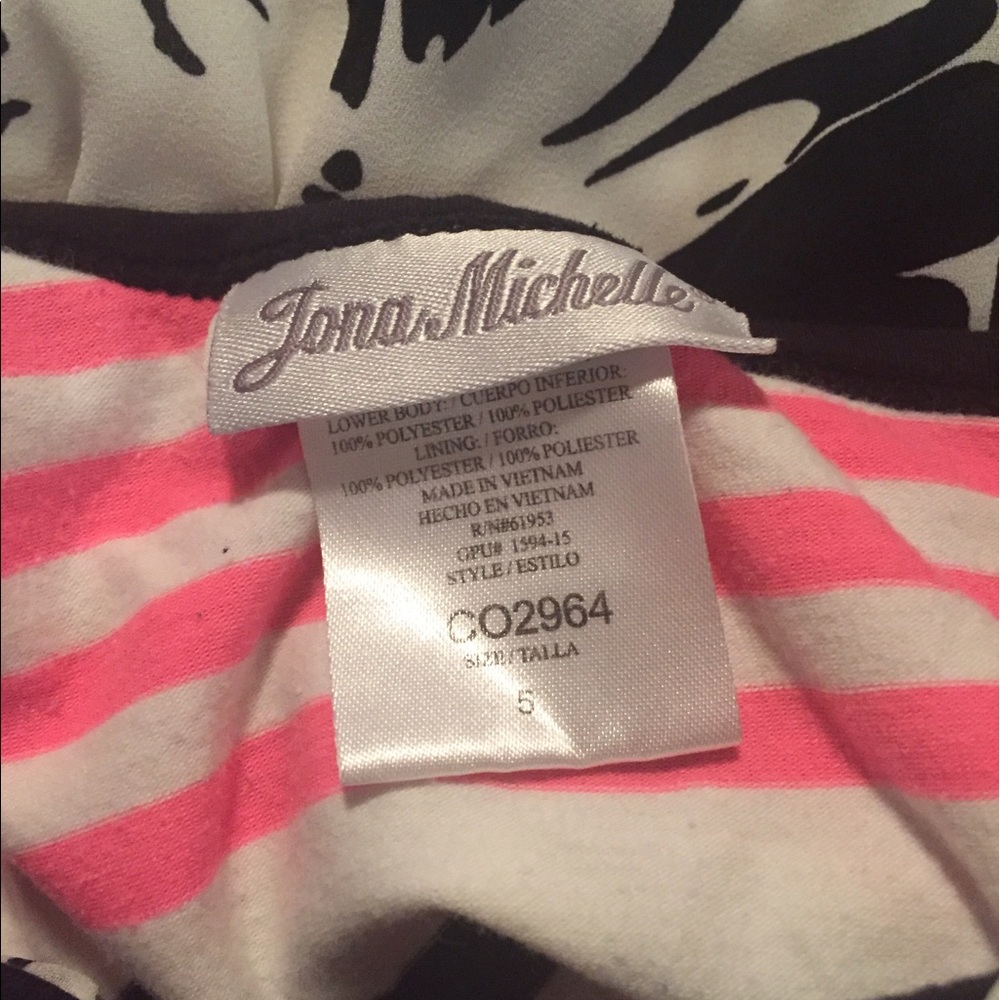 Jona Michelle
LOWER BODY: / CUERPO INFERIOR:
100% POLYESTER / 100% POLIESTER
LINING: / FORRO:
100% POLYESTER / 100% POLIESTER
MADE IN VIETNAM
HECHO EN VIETNAM
R/N#61953
GPU# 1594-15
STYLE / ESTILO
CO2964
SIZE / TALLA
5